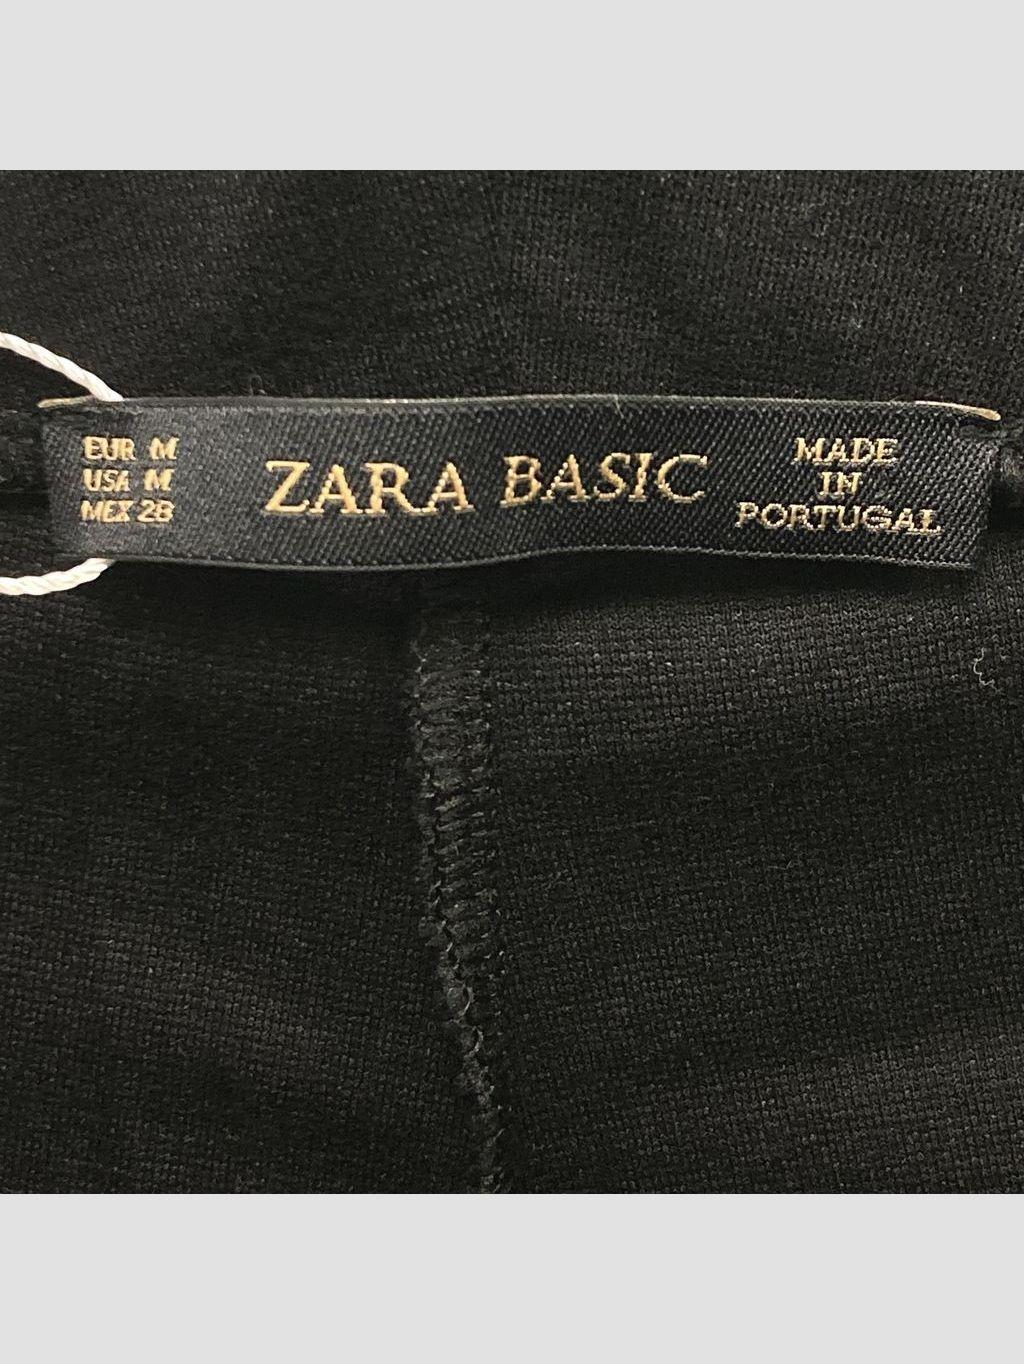 EUR M
USA M
MEX 28
ZARA BASIC
MADE
IN
PORTUGAL